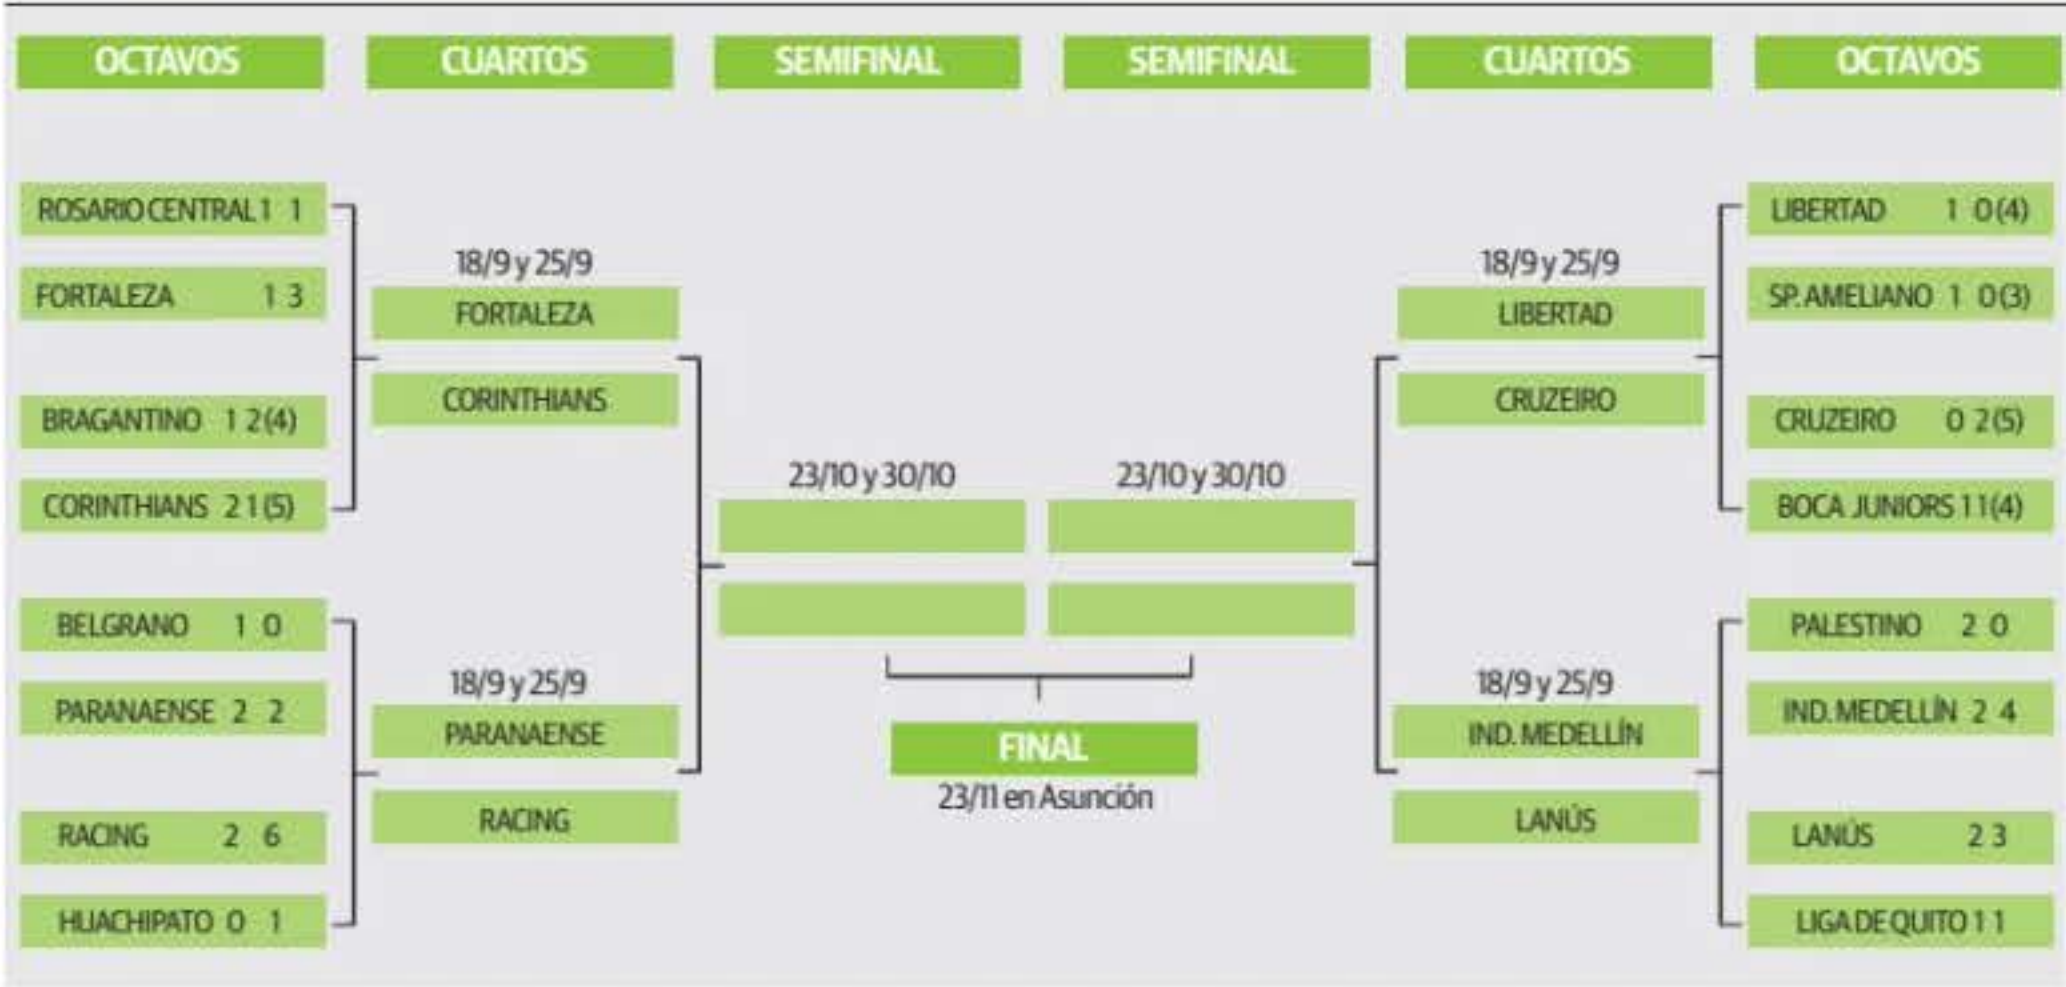 OCTAVOS
CUARTOS
SEMIFINAL
SEMIFINAL
CUARTOS
OCTAVOS
ROSARIO CENTRAL 1 1
FORTALEZA 1 3
BRAGANTINO 1 2(4)
CORINTHIANS 2 1(5)
BELGRANO 1 0
PARANAENSE 2 2
RACING 2 6
HUACHIPATO 0 1
18/9 y 25/9
FORTALEZA
CORINTHIANS
18/9 y 25/9
PARANAENSE
RACING
23/10 y 30/10
23/10 y 30/10
FINAL
23/11 en Asunción
18/9 y 25/9
LIBERTAD
CRUZEIRO
18/9 y 25/9
IND. MEDELLÍN
LANÚS
LIBERTAD 1 0(4)
SP. AMELIANO 1 0(3)
CRUZEIRO 0 2(5)
BOCA JUNIORS 1 1(4)
PALESTINO 2 0
IND. MEDELLÍN 2 4
LANÚS 2 3
LIGA DE QUITO 1 1